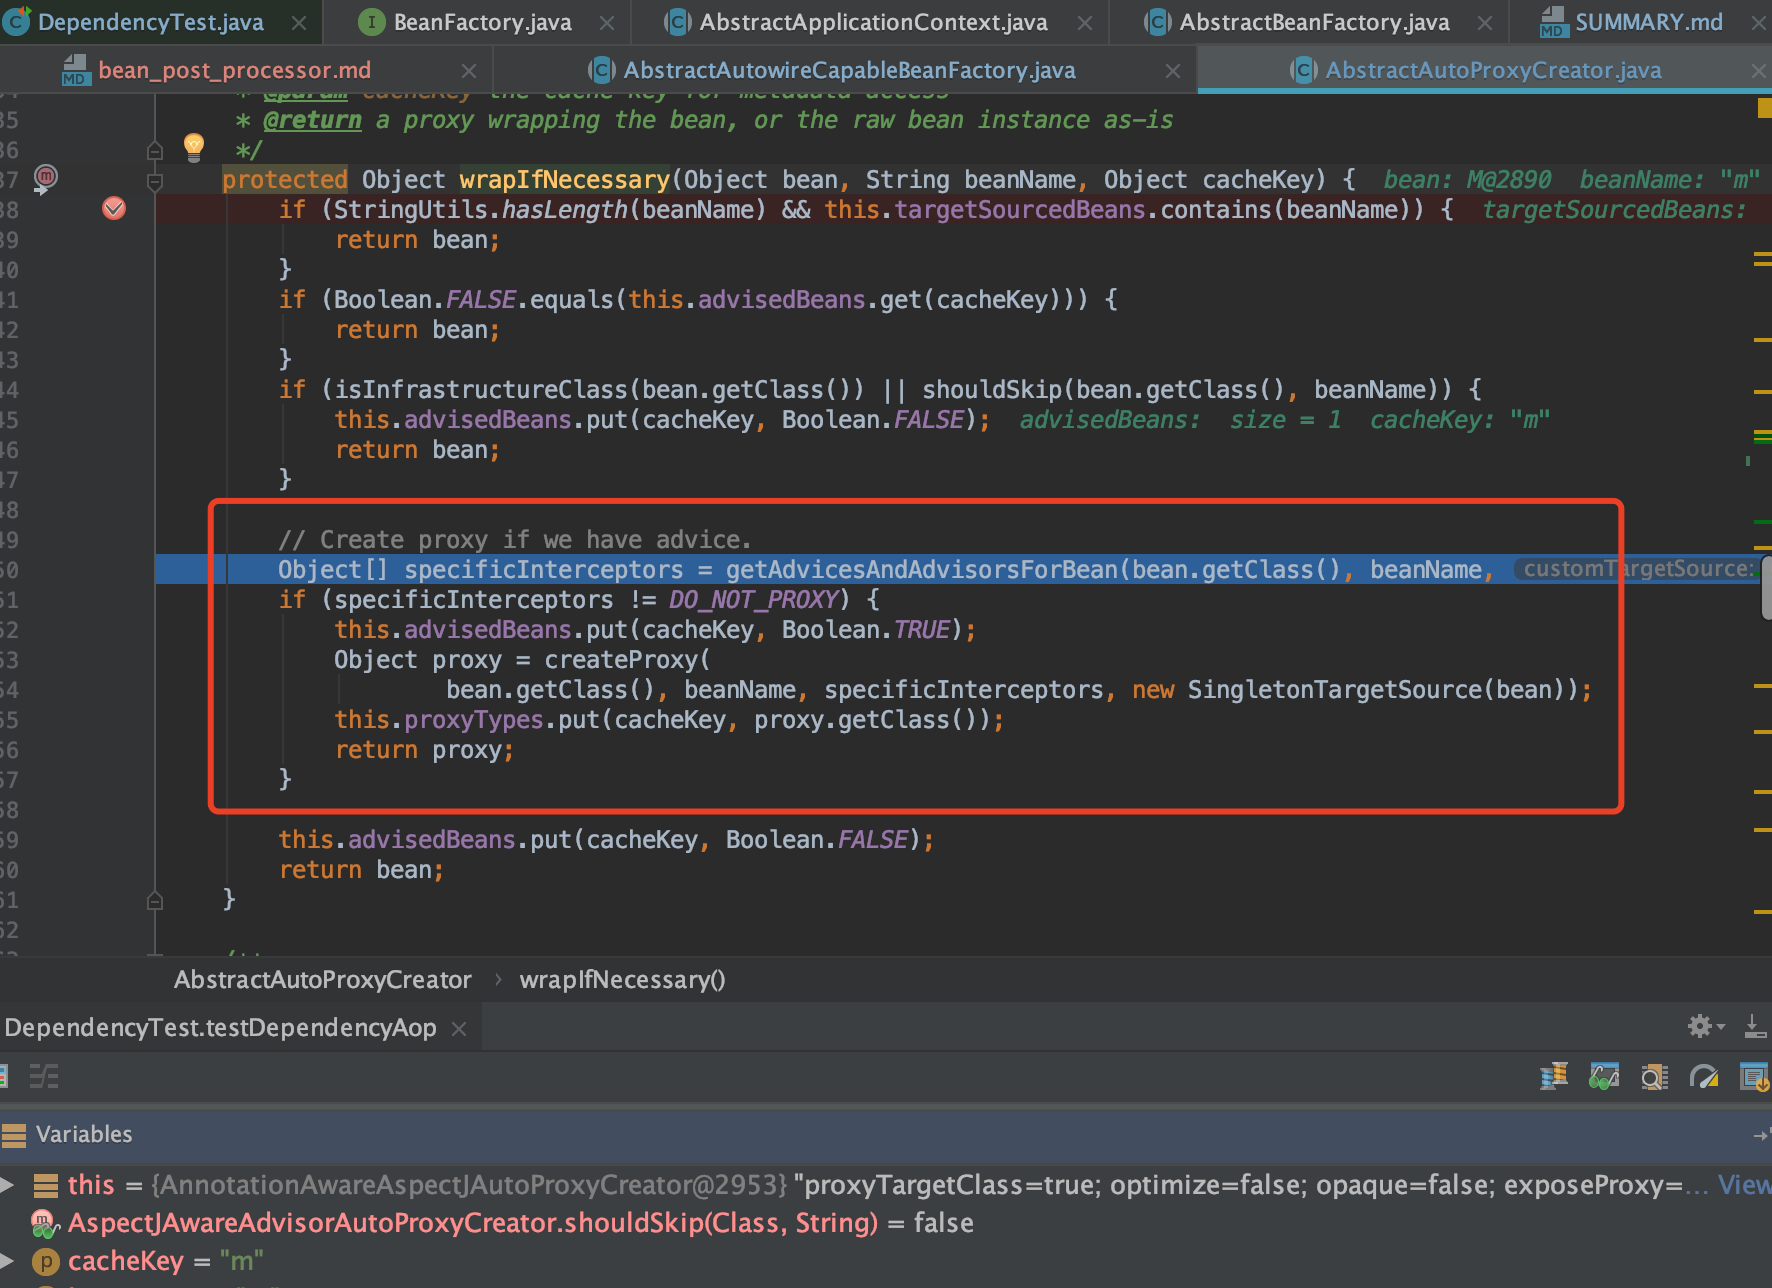 DependencyTest.java BeanFactory.java AbstractApplicationContext.java AbstractBeanFactory.java SUMMARY.md
bean_post_processor.md AbstractAutowireCapableBeanFactory.java AbstractAutoProxyCreator.java
* @param cacheKey the cache key for metadata access
35 * @return a proxy wrapping the bean, or the raw bean instance as-is
36 */
37 protected Object wrapIfNecessary(Object bean, String beanName, Object cacheKey) { bean: M@2890 beanName: "m"
38 if (StringUtils.hasLength(beanName) && this.targetSourcedBeans.contains(beanName)) { targetSourcedBeans:
39 return bean;
40 }
41 if (Boolean.FALSE.equals(this.advisedBeans.get(cacheKey))) {
42 return bean;
43 }
44 if (isInfrastructureClass(bean.getClass()) || shouldSkip(bean.getClass(), beanName)) {
45 this.advisedBeans.put(cacheKey, Boolean.FALSE); advisedBeans: size = 1 cacheKey: "m"
46 return bean;
47 }
48
49 // Create proxy if we have advice.
50 Object[] specificInterceptors = getAdvicesAndAdvisorsForBean(bean.getClass(), beanName, customTargetSource:
51 if (specificInterceptors != DO_NOT_PROXY) {
52 this.advisedBeans.put(cacheKey, Boolean.TRUE);
53 Object proxy = createProxy(
54 bean.getClass(), beanName, specificInterceptors, new SingletonTargetSource(bean));
55 this.proxyTypes.put(cacheKey, proxy.getClass());
56 return proxy;
57 }
58
59 this.advisedBeans.put(cacheKey, Boolean.FALSE);
60 return bean;
61 }
62
AbstractAutoProxyCreator › wrapIfNecessary()
DependencyTest.testDependencyAop
Variables
this = {AnnotationAwareAspectJAutoProxyCreator@2953} "proxyTargetClass=true; optimize=false; opaque=false; exposeProxy=... View
AspectJAwareAdvisorAutoProxyCreator.shouldSkip(Class, String) = false
cacheKey = "m"